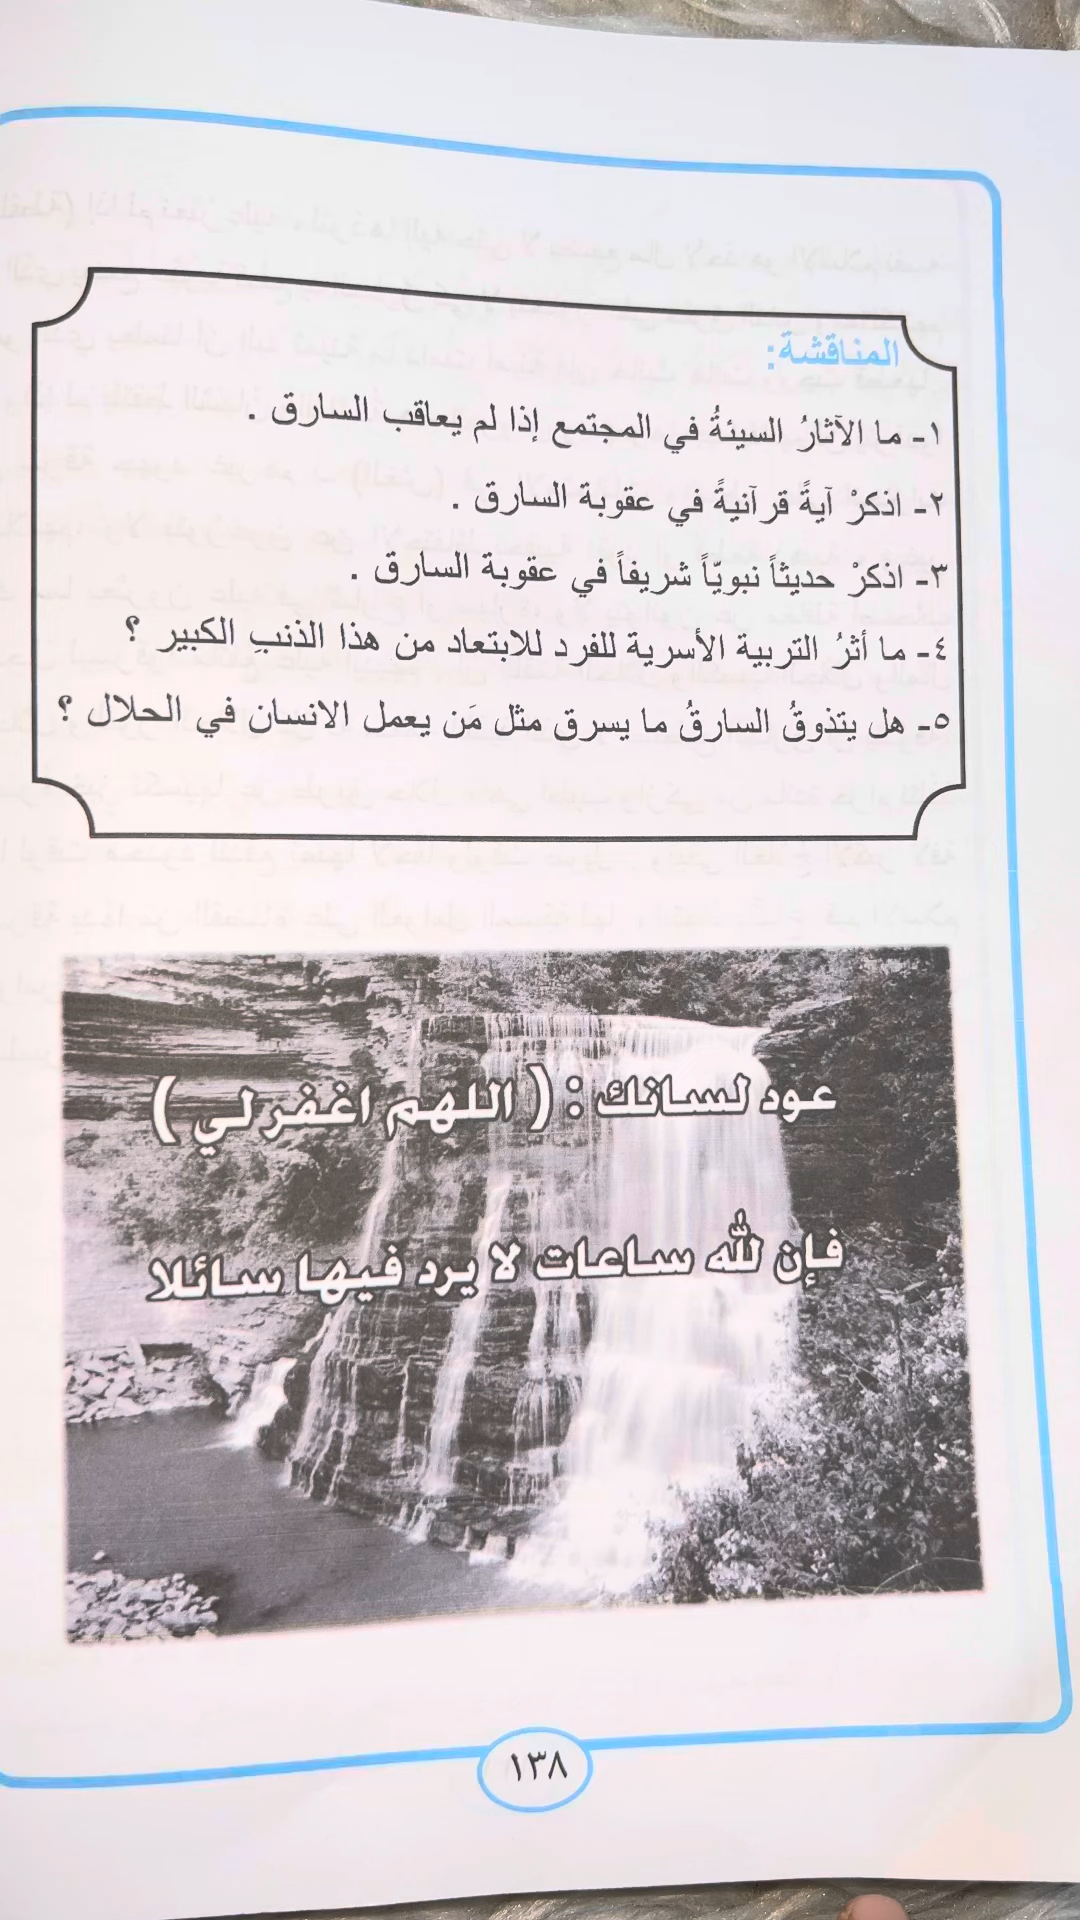 المناقشة:
١- ما الآثارُ السيئةُ في المجتمع إذا لم يعاقب السارق .
٢- اذكرْ آيةً قرآنيةً في عقوبة السارق .
٣- اذكرْ حديثاً نبويّاً شريفاً في عقوبة السارق .
٤- ما أثرُ التربية الأسرية للفرد للابتعاد من هذا الذنبِ الكبير ؟
٥- هل يتذوقُ السارقُ ما يسرق مثل مَن يعمل الانسان في الحلال ؟
عود لسانك : ( اللهم اغفر لي )
فإن لله ساعات لا يرد فيها سائلا
١٣٨